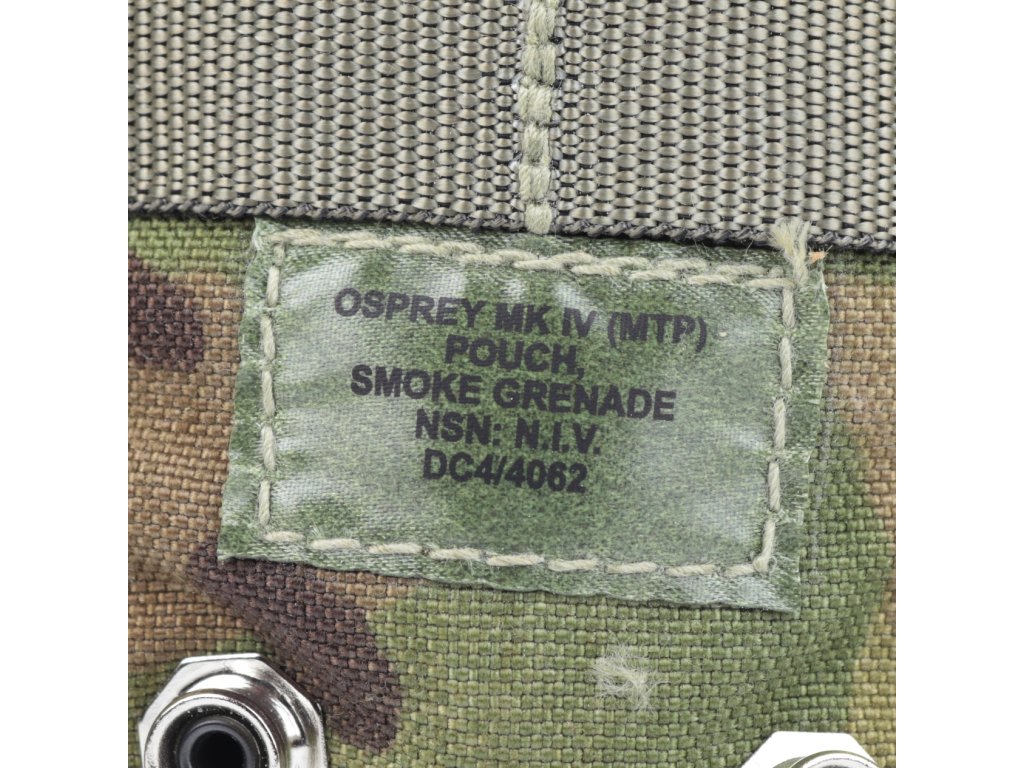 OSPREY MK IV (MTP)
POUCH,
SMOKE GRENADE
NSN: N.I.V.
DC4/4062